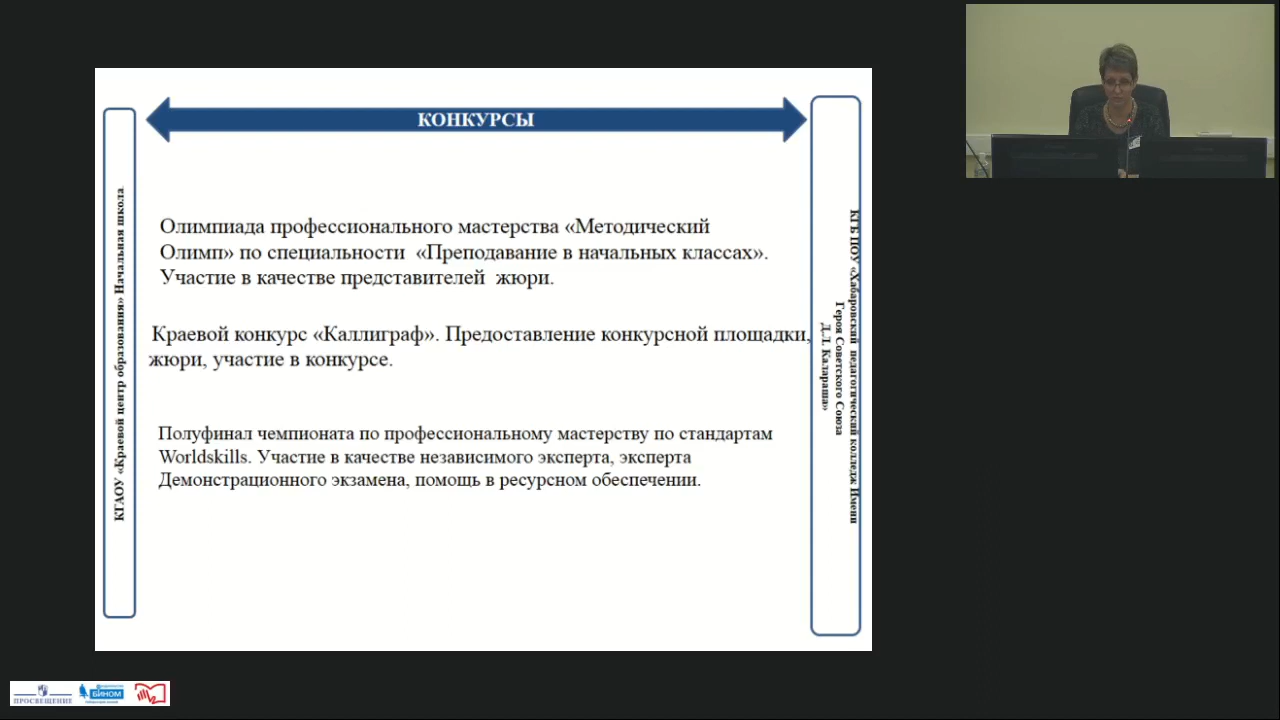 КОНКУРСЫ
КГАОУ «Краевой центр образования» Начальная школа
Олимпиада профессионального мастерства «Методический
Олимп» по специальности «Преподавание в начальных классах».
Участие в качестве представителей жюри.
Краевой конкурс «Каллиграф». Предоставление конкурсной площадки,
жюри, участие в конкурсе.
Полуфинал чемпионата по профессиональному мастерству по стандартам
Worldskills. Участие в качестве независимого эксперта, эксперта
Демонстрационного экзамена, помощь в ресурсном обеспечении.
КГБ ПОУ «Хабаровский педагогический колледж Имени
Героя Советского Союза
Д.Л. Калараша»
ПРОСВЕЩЕНИЕ
БИНОМ